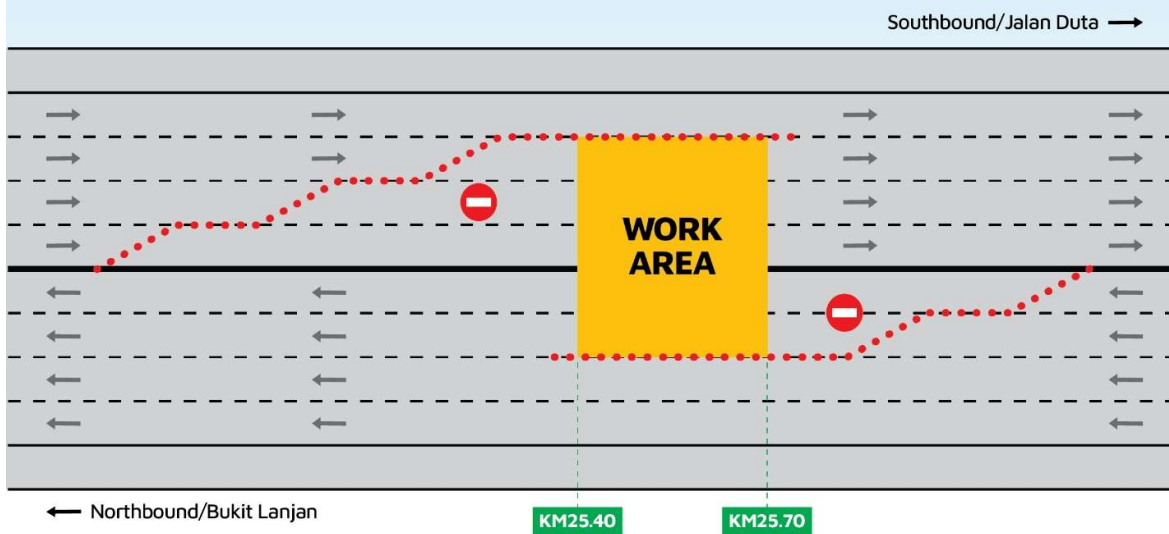 Southbound/Jalan Duta
WORK
AREA
Northbound/Bukit Lanjan
KM25.40
KM25.70